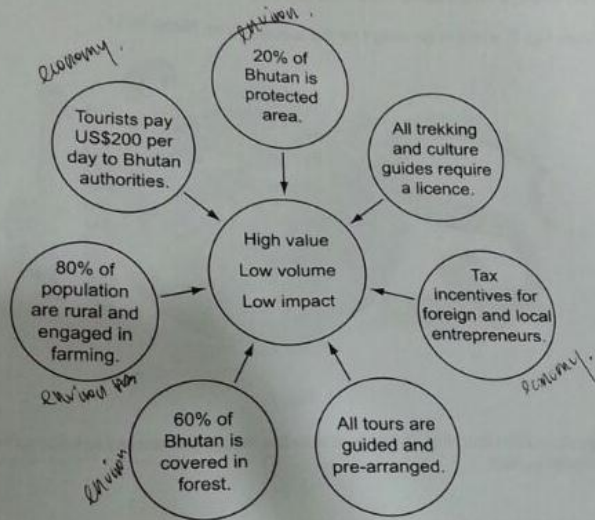 environ.
20% of
Bhutan is
protected
area.
economy.
Tourists pay
US$200 per
day to Bhutan
authorities.
All trekking
and culture
guides require
a licence.
High value
Low volume
Low impact
80% of
population
are rural and
engaged in
farming.
environ
Tax
incentives for
foreign and local
entrepreneurs.
economy.
60% of
Bhutan is
covered in
forest.
environ
All tours are
guided and
pre-arranged.